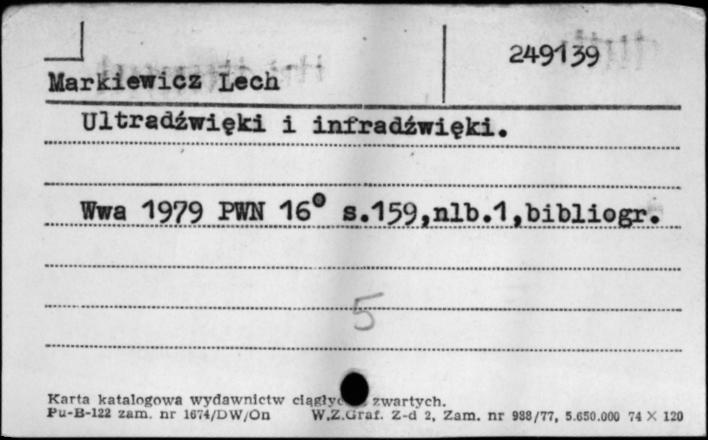 249139
Markiewicz Lech
Ultradźwięki i infradźwięki.
Wwa 1979 PWN 16° s.159,nlb.1,bibliogr.
5
Karta katalogowa wydawnictw zwartych.
Pu-B-122 zam. nr 1674/DW/On W.Z.Graf. Z-d 2, Zam. nr 988/77, 5.650.000 74 X 120